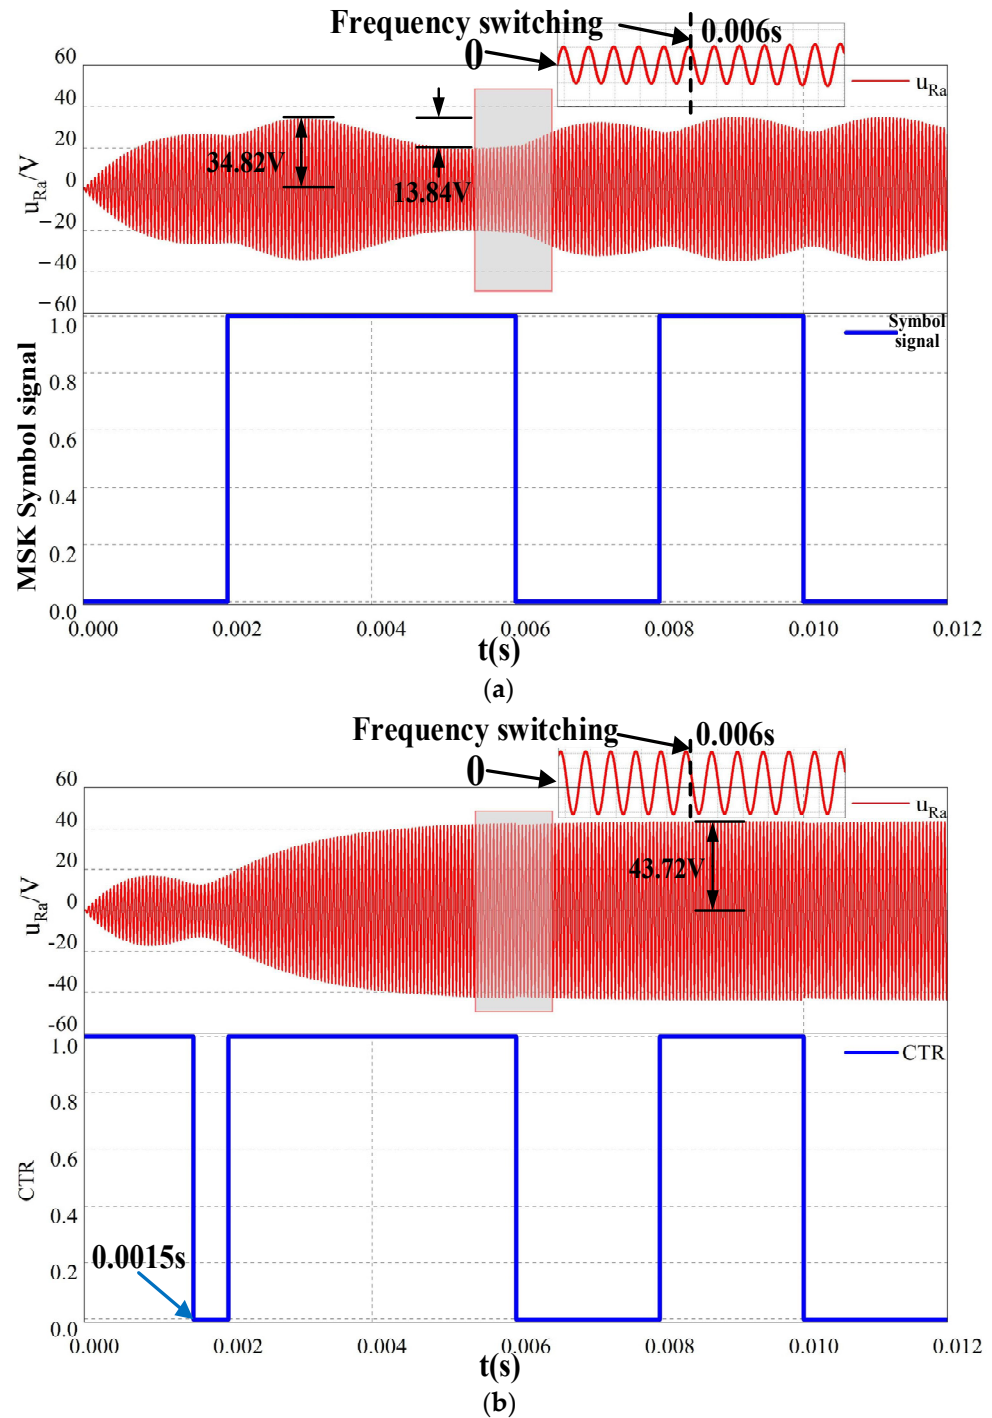 Frequency switching
0.006s
0
60
40
20
0
−20
−40
−60
u_Ra/V
u_Ra
34.82V
13.84V
1.0
0.8
0.6
0.4
0.2
0.0
MSK Symbol signal
Symbol
signal
0.000 0.002 0.004 0.006 0.008 0.010 0.012
t(s)
(a)
Frequency switching
0.006s
0
60
40
20
0
-20
-40
-60
u_Ra/V
u_Ra
43.72V
1.0
0.8
0.6
0.4
0.2
0.0
CTR
CTR
0.0015s
0.000 0.002 0.004 0.006 0.008 0.010 0.012
t(s)
(b)